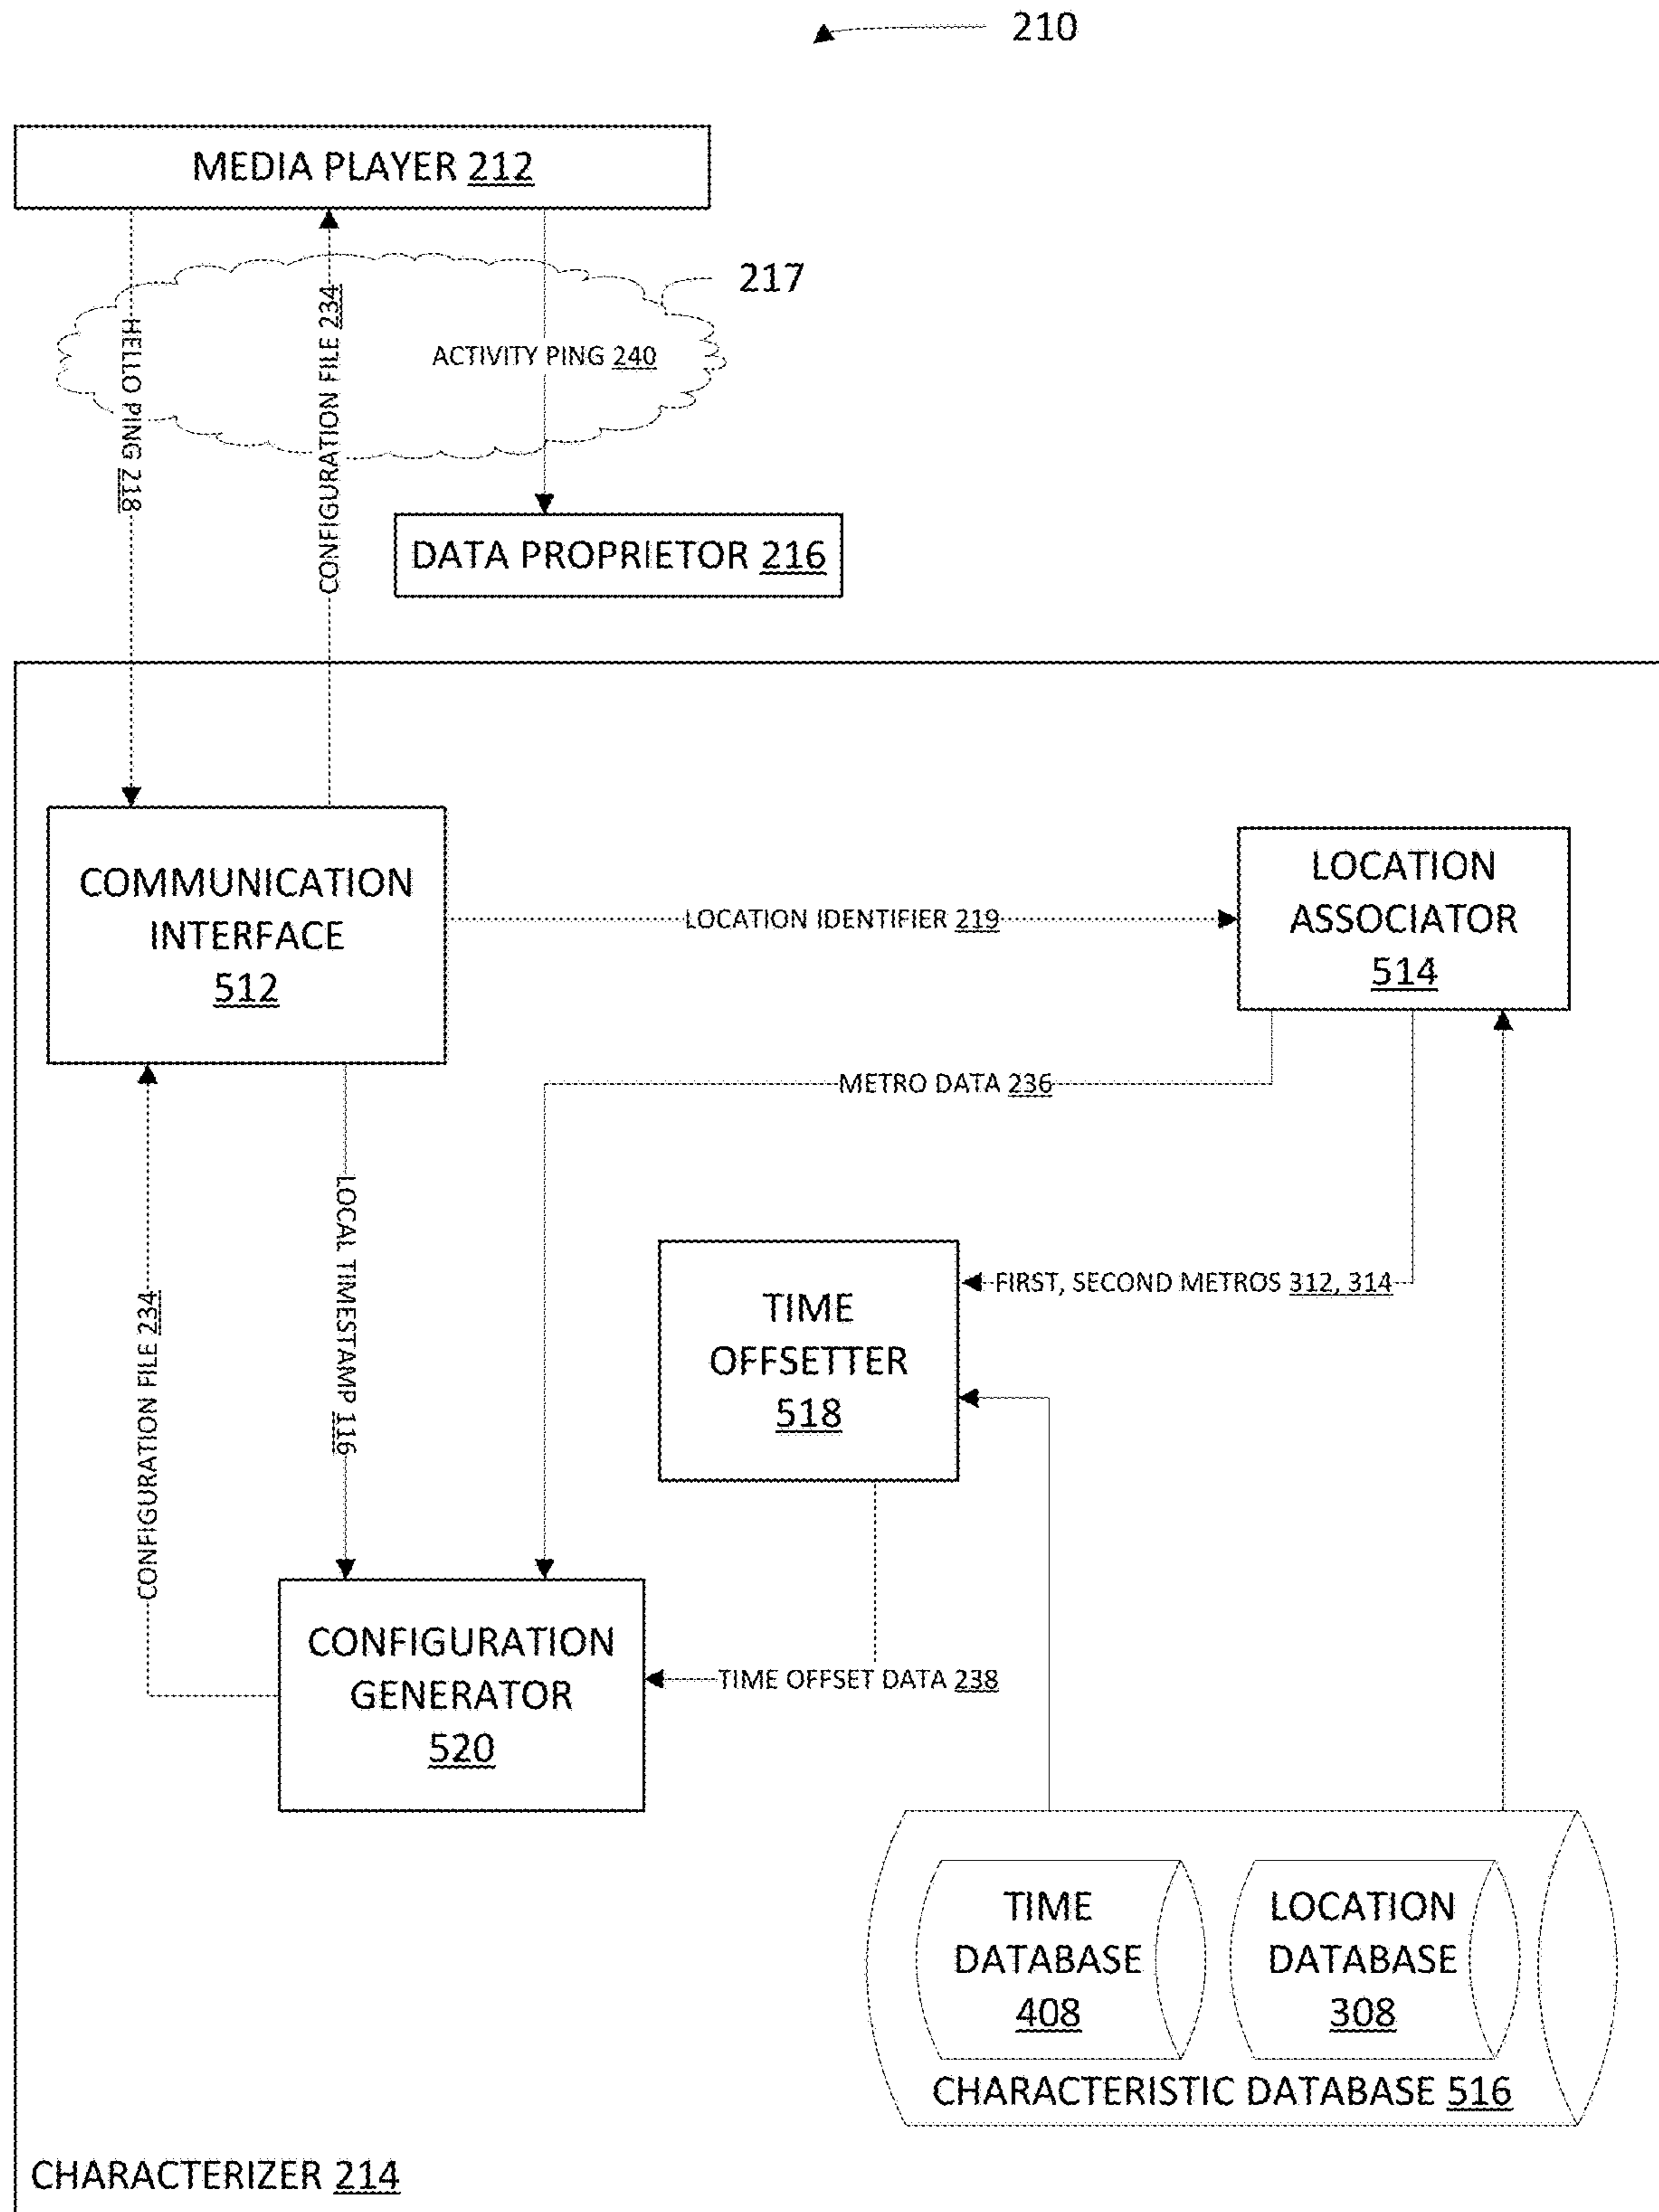 210
MEDIA PLAYER 212
217
HELLO PING 218
CONFIGURATION FILE 234
ACTIVITY PING 240
DATA PROPRIETOR 216
COMMUNICATION
INTERFACE
512
LOCATION IDENTIFIER 219
LOCATION
ASSOCIATOR
514
METRO DATA 236
LOCAL TIMESTAMP 116
CONFIGURATION FILE 234
FIRST, SECOND METROS 312, 314
TIME
OFFSETTER
518
CONFIGURATION
GENERATOR
520
TIME OFFSET DATA 238
TIME
DATABASE
408
LOCATION
DATABASE
308
CHARACTERISTIC DATABASE 516
CHARACTERIZER 214